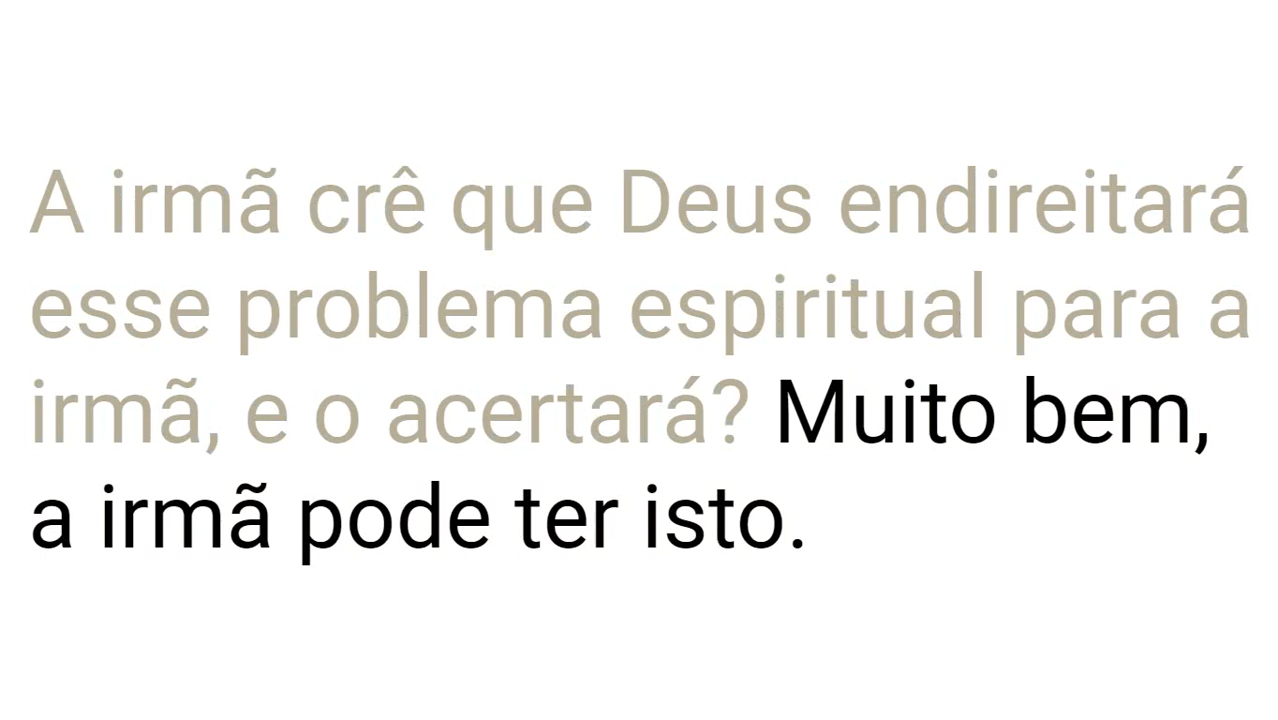 A irmã crê que Deus endireitará
esse problema espiritual para a
irmã, e o acertará? Muito bem,
a irmã pode ter isto.